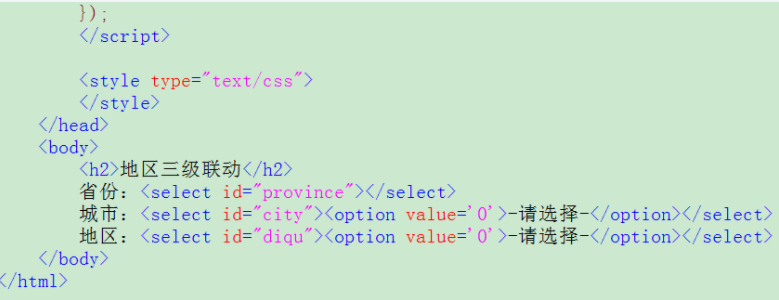 });
</script>
<style type="text/css">
</style>
</head>
<body>
<h2>地区三级联动</h2>
省份：<select id="province"></select>
城市：<select id="city"><option value='0'>-请选择-</option></select>
地区：<select id="diqu"><option value='0'>-请选择-</option></select>
</body>
</html>